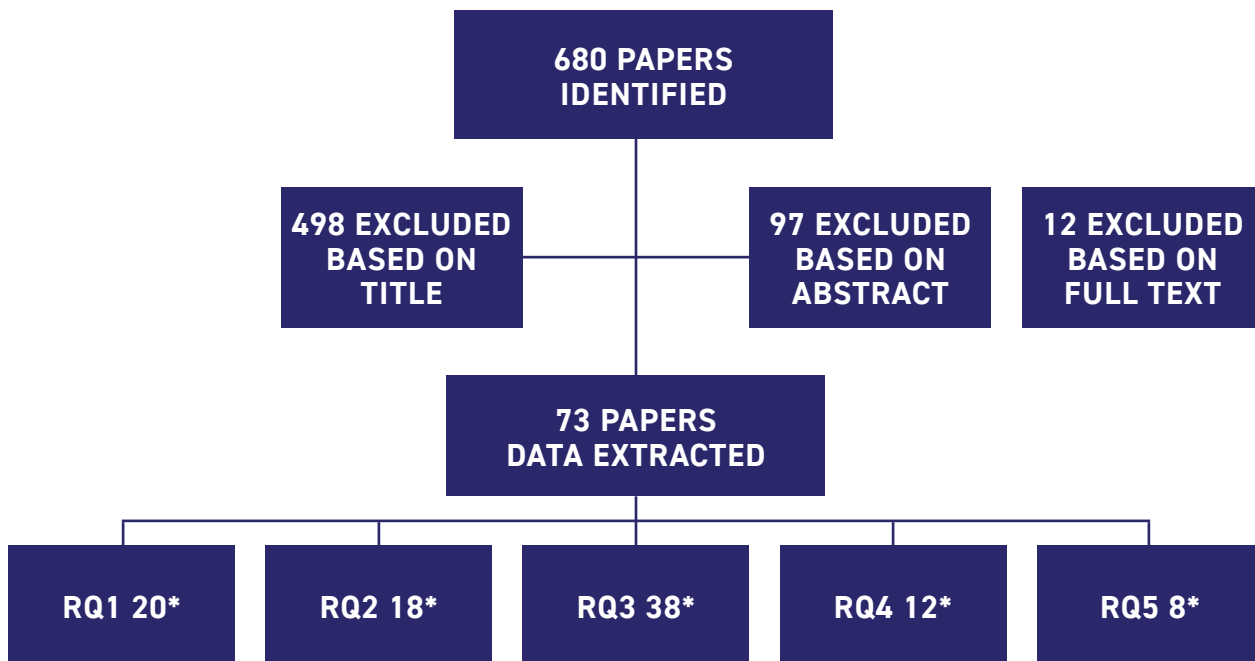 680 PAPERS
IDENTIFIED
498 EXCLUDED
BASED ON
TITLE
97 EXCLUDED
BASED ON
ABSTRACT
12 EXCLUDED
BASED ON
FULL TEXT
73 PAPERS
DATA EXTRACTED
RQ1 20*
RQ2 18*
RQ3 38*
RQ4 12*
RQ5 8*